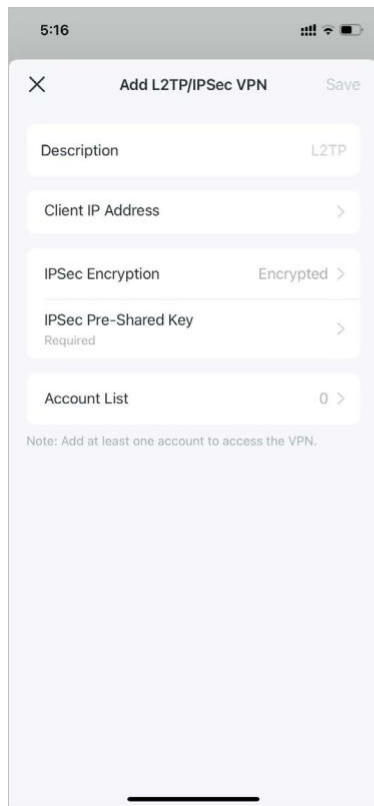 5:16
Add L2TP/IPSec VPN Save
Description L2TP
Client IP Address
IPSec Encryption Encrypted
IPSec Pre-Shared Key
Required
Account List 0
Note: Add at least one account to access the VPN.